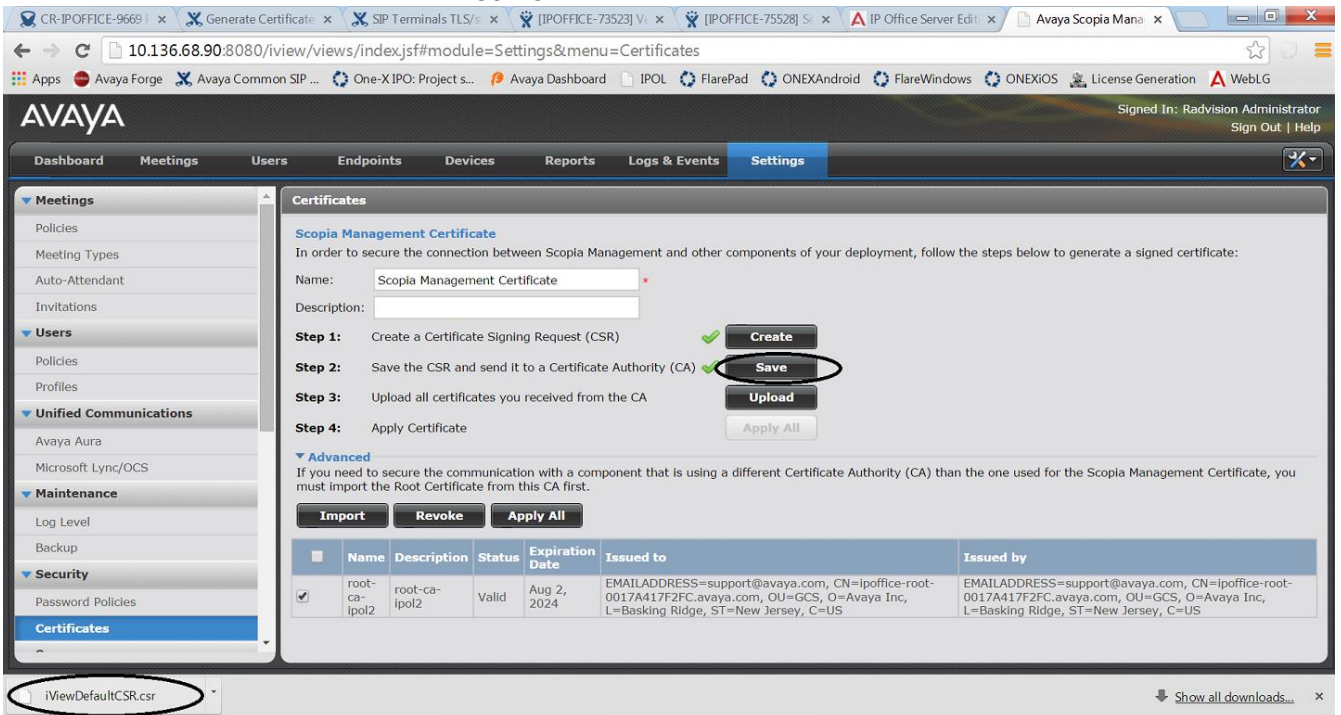 CR-IPOFFICE-9669 F
Generate Certificate
SIP Terminals TLS/s
[IPOFFICE-73523] V
[IPOFFICE-75528] S
IP Office Server Edit
Avaya Scopia Mana
10.136.68.90:8080/iview/views/index.jsf#module=Settings&menu=Certificates
Apps Avaya Forge Avaya Common SIP ... One-X IPO: Project s... Avaya Dashboard IPOL FlarePad ONEXAndroid FlareWindows ONEXiOS License Generation WebLG
AVAYA
Signed In: Radvision Administrator
Sign Out | Help
Dashboard Meetings Users Endpoints Devices Reports Logs & Events Settings
Meetings
Policies
Meeting Types
Auto-Attendant
Invitations
Users
Policies
Profiles
Unified Communications
Avaya Aura
Microsoft Lync/OCS
Maintenance
Log Level
Backup
Security
Password Policies
Certificates
Certificates
Scopia Management Certificate
In order to secure the connection between Scopia Management and other components of your deployment, follow the steps below to generate a signed certificate:
Name: Scopia Management Certificate *
Description:
Step 1: Create a Certificate Signing Request (CSR) Create
Step 2: Save the CSR and send it to a Certificate Authority (CA) Save
Step 3: Upload all certificates you received from the CA Upload
Step 4: Apply Certificate Apply All
Advanced
If you need to secure the communication with a component that is using a different Certificate Authority (CA) than the one used for the Scopia Management Certificate, you
must import the Root Certificate from this CA first.
Import Revoke Apply All
Name Description Status Expiration Date Issued to Issued by
root-ca-ipol2 root-ca-ipol2 Valid Aug 2, 2024
EMAILADDRESS=support@avaya.com, CN=ipoffice-root-
0017A417F2FC.avaya.com, OU=GCS, O=Avaya Inc,
L=Basking Ridge, ST=New Jersey, C=US
EMAILADDRESS=support@avaya.com, CN=ipoffice-root-
0017A417F2FC.avaya.com, OU=GCS, O=Avaya Inc,
L=Basking Ridge, ST=New Jersey, C=US
iViewDefaultCSR.csr
Show all downloads...